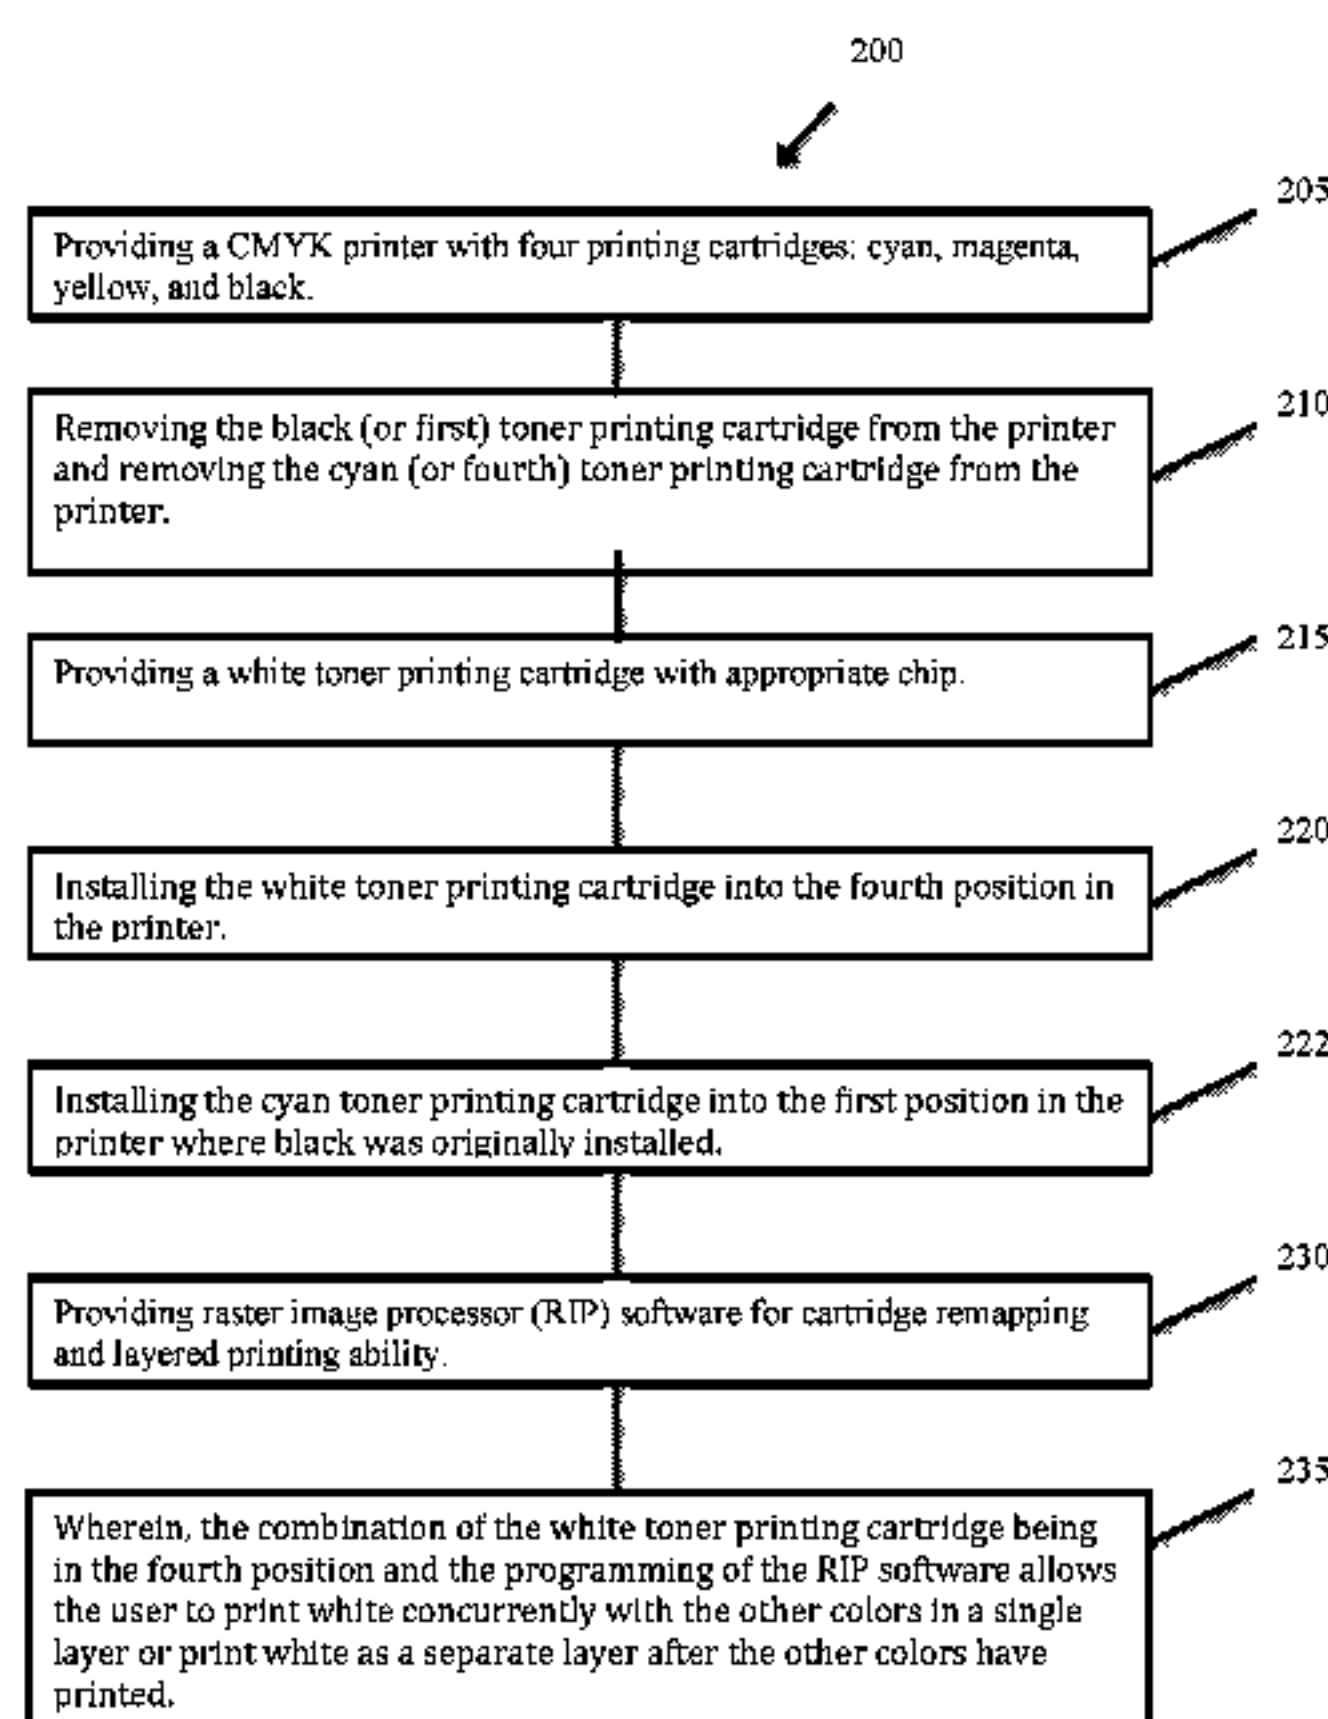 200
205
Providing a CMYK printer with four printing cartridges: cyan, magenta,
yellow, and black.
210
Removing the black (or first) toner printing cartridge from the printer
and removing the cyan (or fourth) toner printing cartridge from the
printer.
215
Providing a white toner printing cartridge with appropriate chip.
220
Installing the white toner printing cartridge into the fourth position in
the printer.
222
Installing the cyan toner printing cartridge into the first position in the
printer where black was originally installed.
230
Providing raster image processor (RIP) software for cartridge remapping
and layered printing ability.
235
Wherein, the combination of the white toner printing cartridge being
in the fourth position and the programming of the RIP software allows
the user to print white concurrently with the other colors in a single
layer or print white as a separate layer after the other colors have
printed.